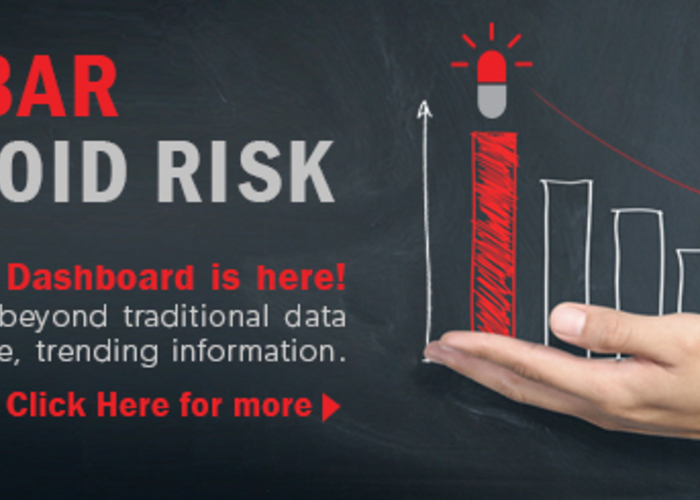 BAR
OID RISK
Dashboard is here!
beyond traditional data
e, trending information.
Click Here for more